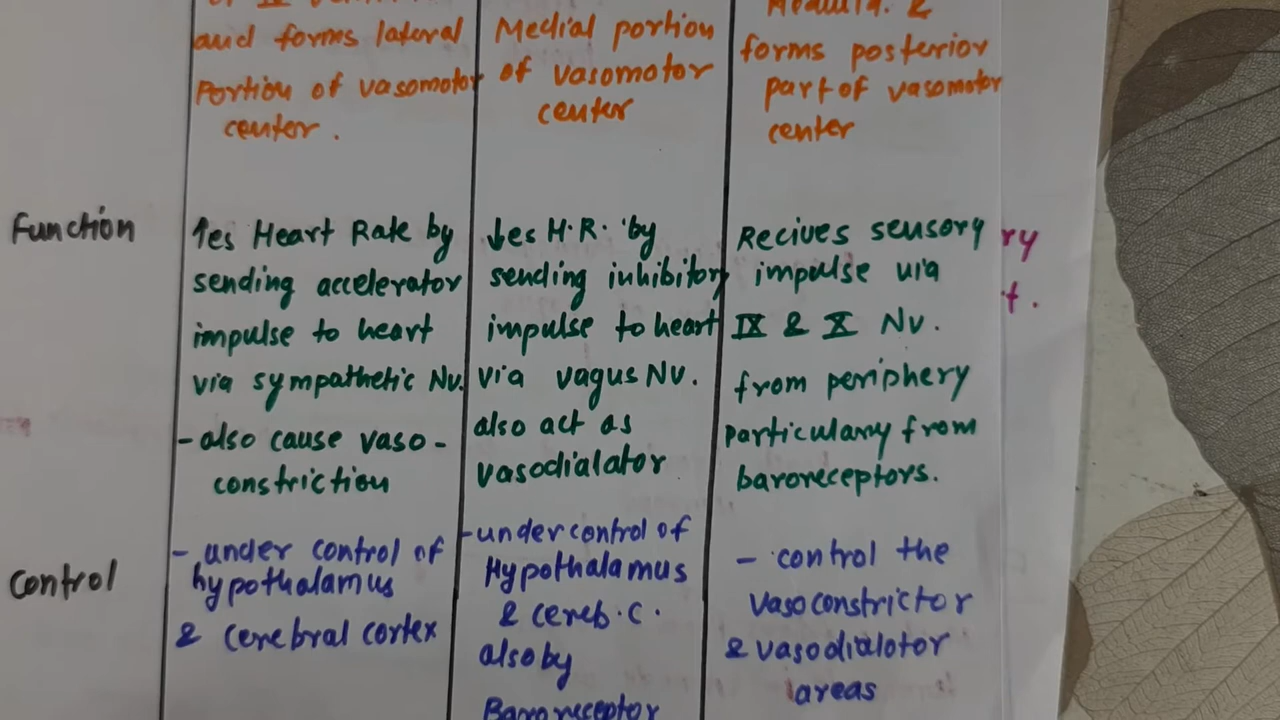 and forms lateral
Portion of vasomotor
center.
Medial portion
of vasomotor
center
Medulla. &
forms posterior
part of vasomotor
center
Function
↑es Heart Rate by
sending accelerator
impulse to heart
via sympathetic Nv.
- also cause vaso-
constriction
↓es H.R. by
sending inhibitory
impulse to heart
via vagus Nv.
also act as
vasodialator
Recives sensory
impulse via
IX & X Nv.
from periphery
particularry from
baroreceptors.
ry
t.
Control
- under control of
hypothalamus
& cerebral cortex
- under control of
Hypothalamus
& cereb.C.
also by
Baroreceptor
- control the
vasoconstrictor
& vasodialotor
areas